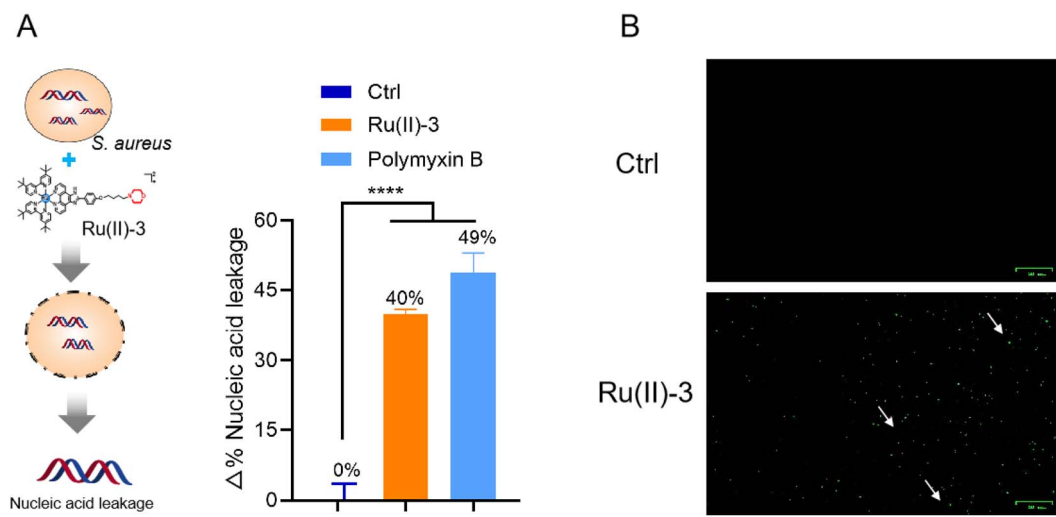 A
S. aureus
Ru(II)-3
Nucleic acid leakage
Ctrl
Ru(II)-3
Polymyxin B
****
△% Nucleic acid leakage
60
45
30
15
0
0%
40%
49%
B
Ctrl
Ru(II)-3